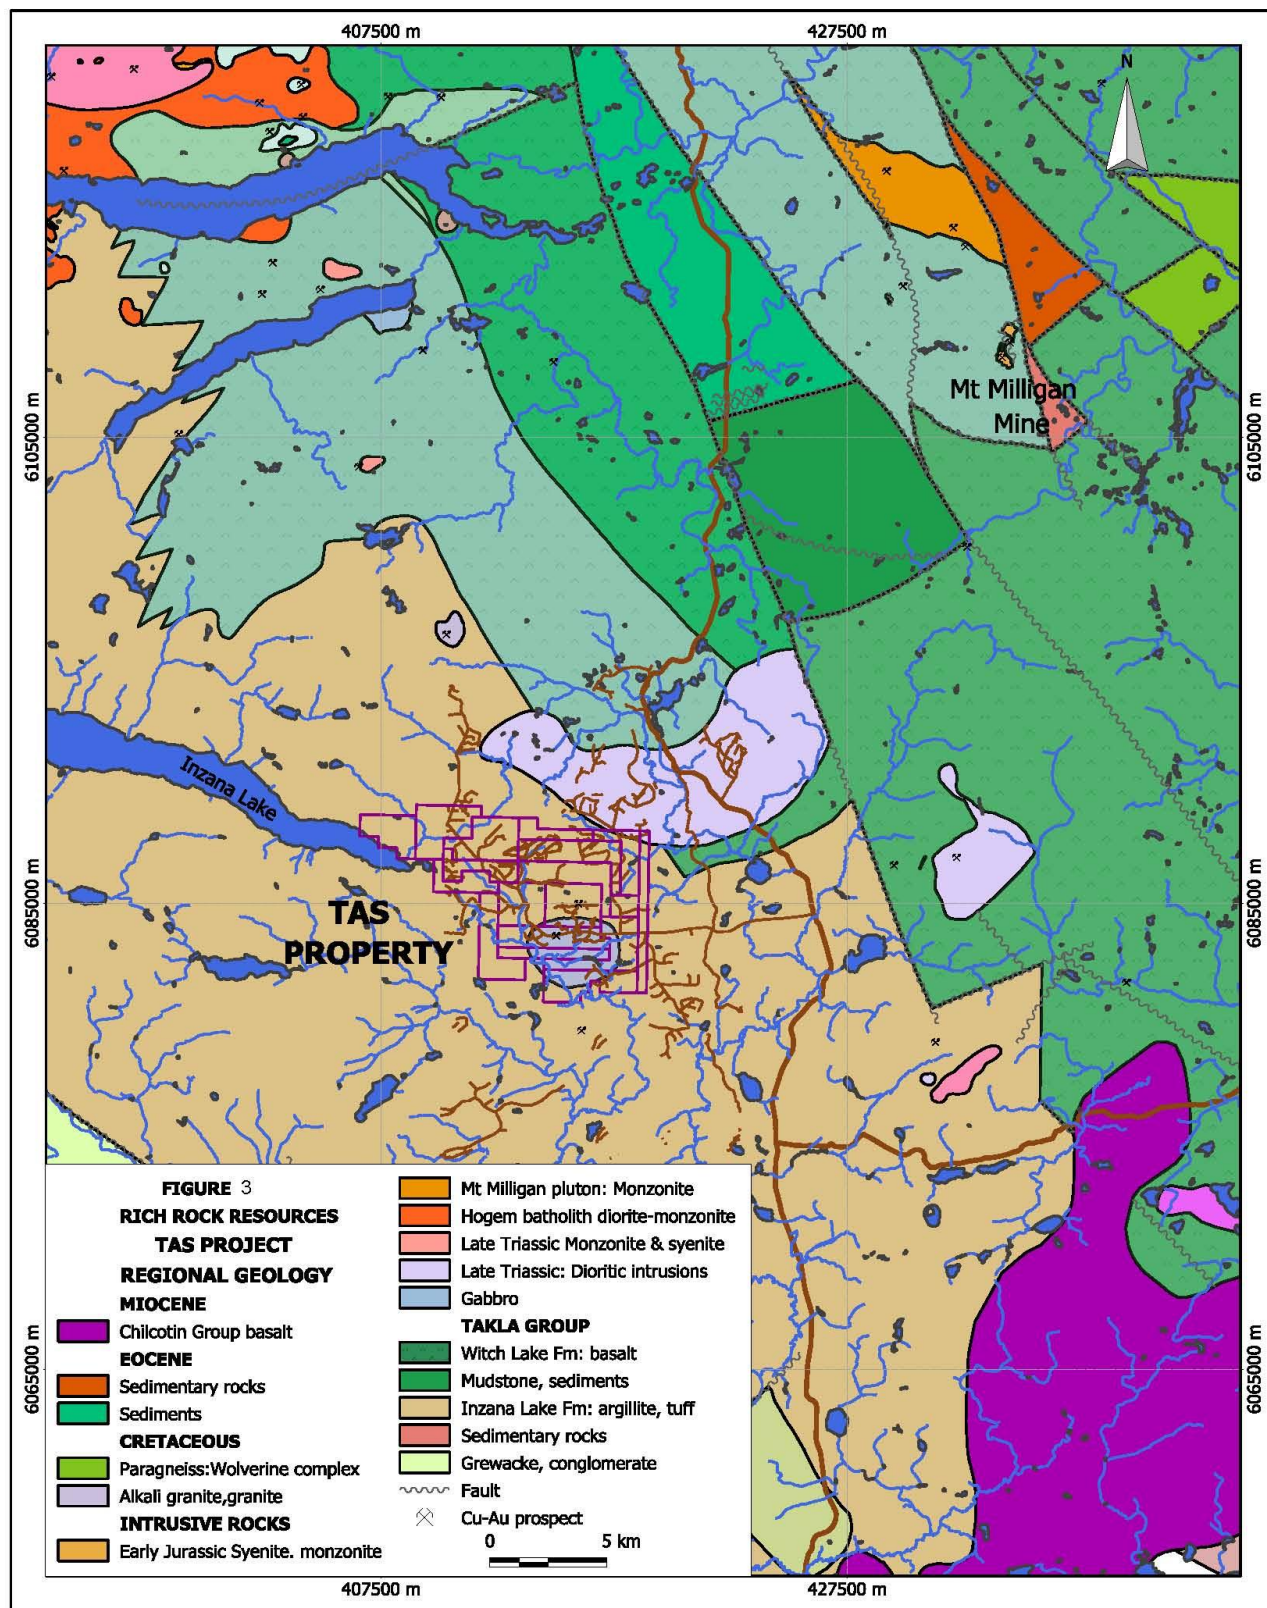 407500 m
427500 m
N
Mt Milligan
Mine
6105000 m
6105000 m
Inzana Lake
TAS
PROPERTY
6085000 m
6085000 m
FIGURE 3
RICH ROCK RESOURCES
TAS PROJECT
REGIONAL GEOLOGY
MIOCENE
Chilcotin Group basalt
EOCENE
Sedimentary rocks
Sediments
CRETACEOUS
Paragneiss:Wolverine complex
Alkali granite,granite
INTRUSIVE ROCKS
Early Jurassic Syenite. monzonite
Mt Milligan pluton: Monzonite
Hogem batholith diorite-monzonite
Late Triassic Monzonite & syenite
Late Triassic: Dioritic intrusions
Gabbro
TAKLA GROUP
Witch Lake Fm: basalt
Mudstone, sediments
Inzana Lake Fm: argillite, tuff
Sedimentary rocks
Grewacke, conglomerate
Fault
Cu-Au prospect
0 5 km
6065000 m
6065000 m
407500 m
427500 m